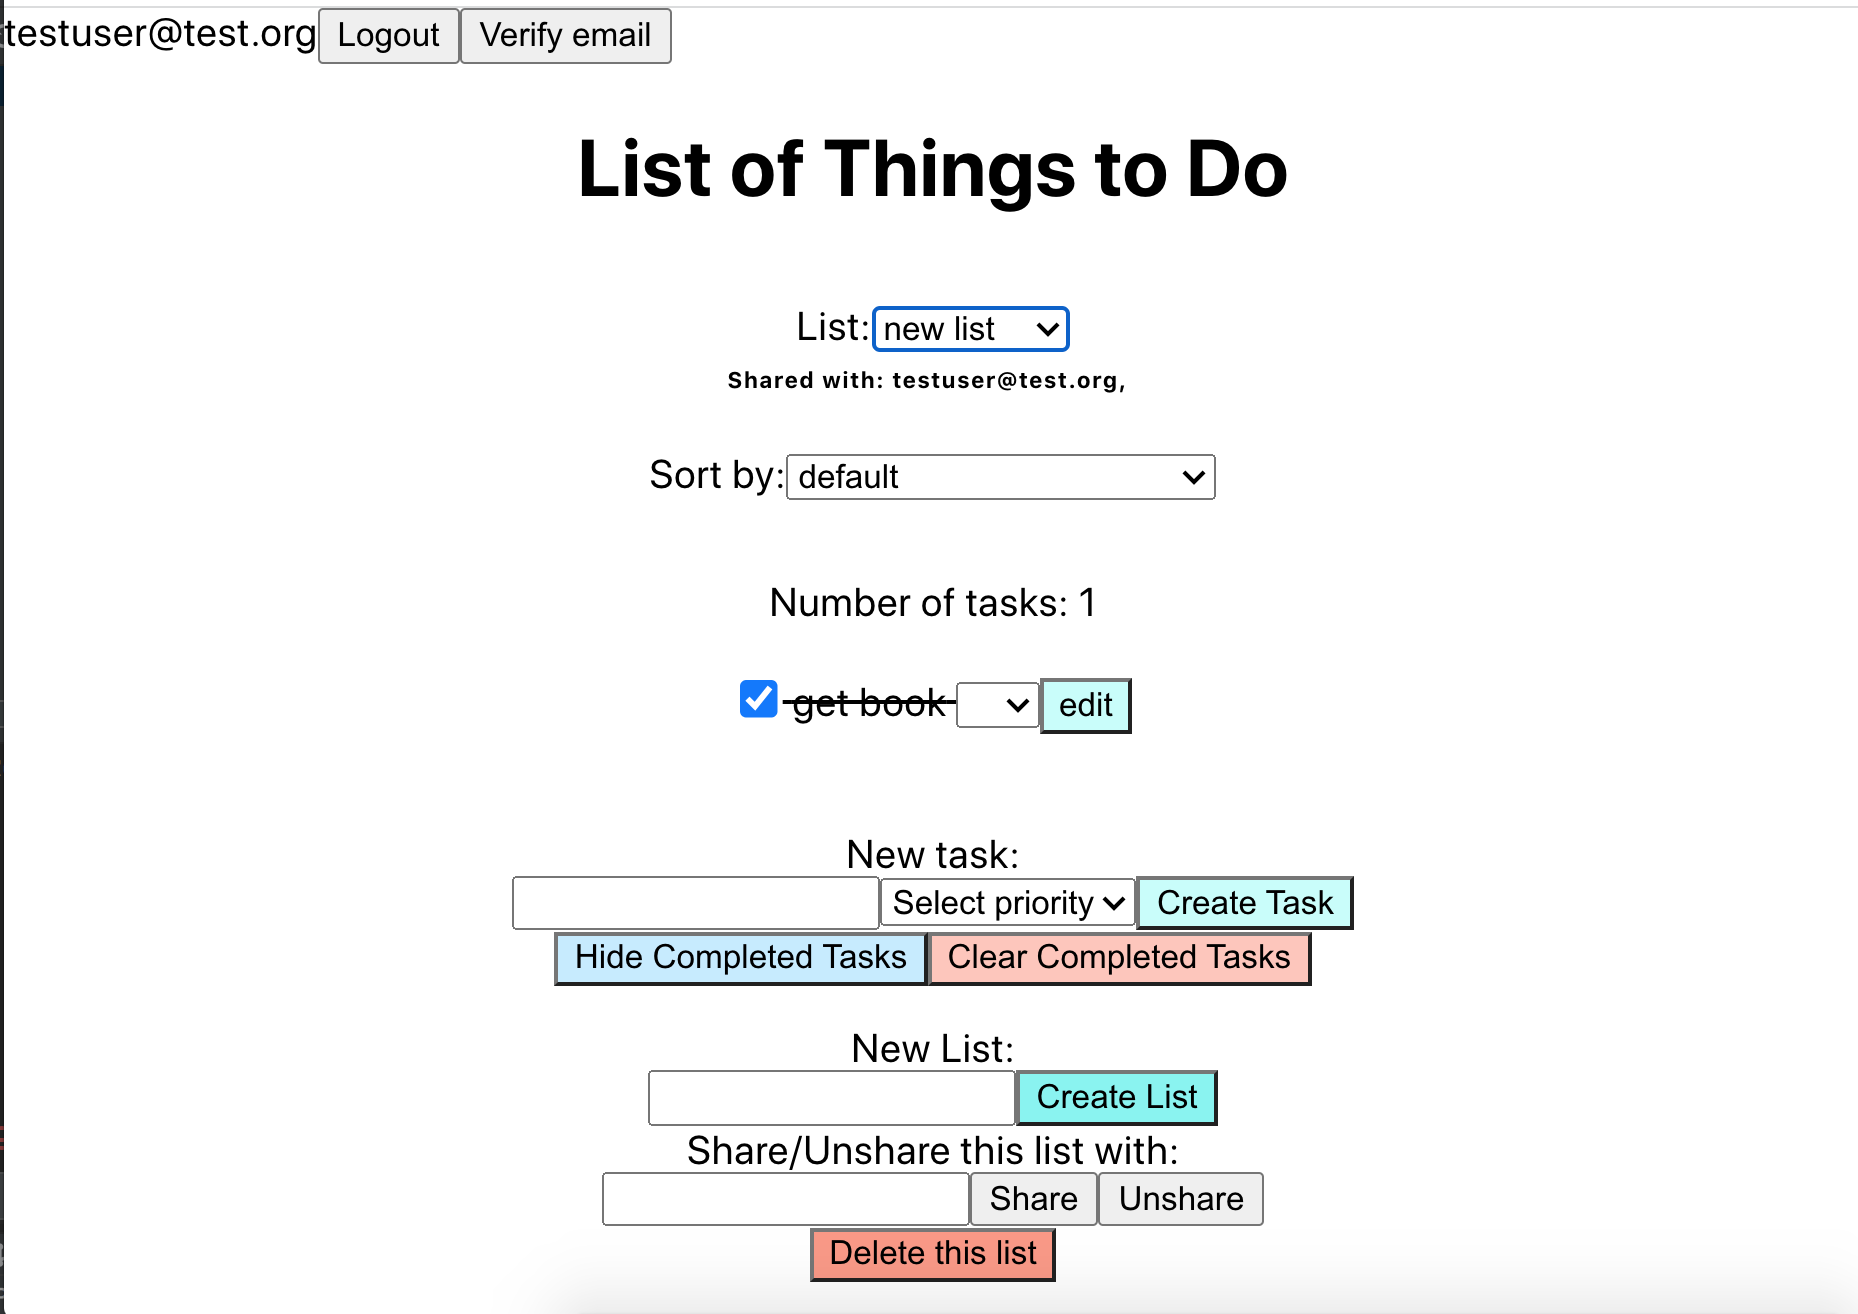 testuser@test.org Logout Verify email
List of Things to Do
List: new list
Shared with: testuser@test.org,
Sort by: default
Number of tasks: 1
get book edit
New task:
Select priority Create Task
Hide Completed Tasks Clear Completed Tasks
New List:
Create List
Share/Unshare this list with:
Share Unshare
Delete this list